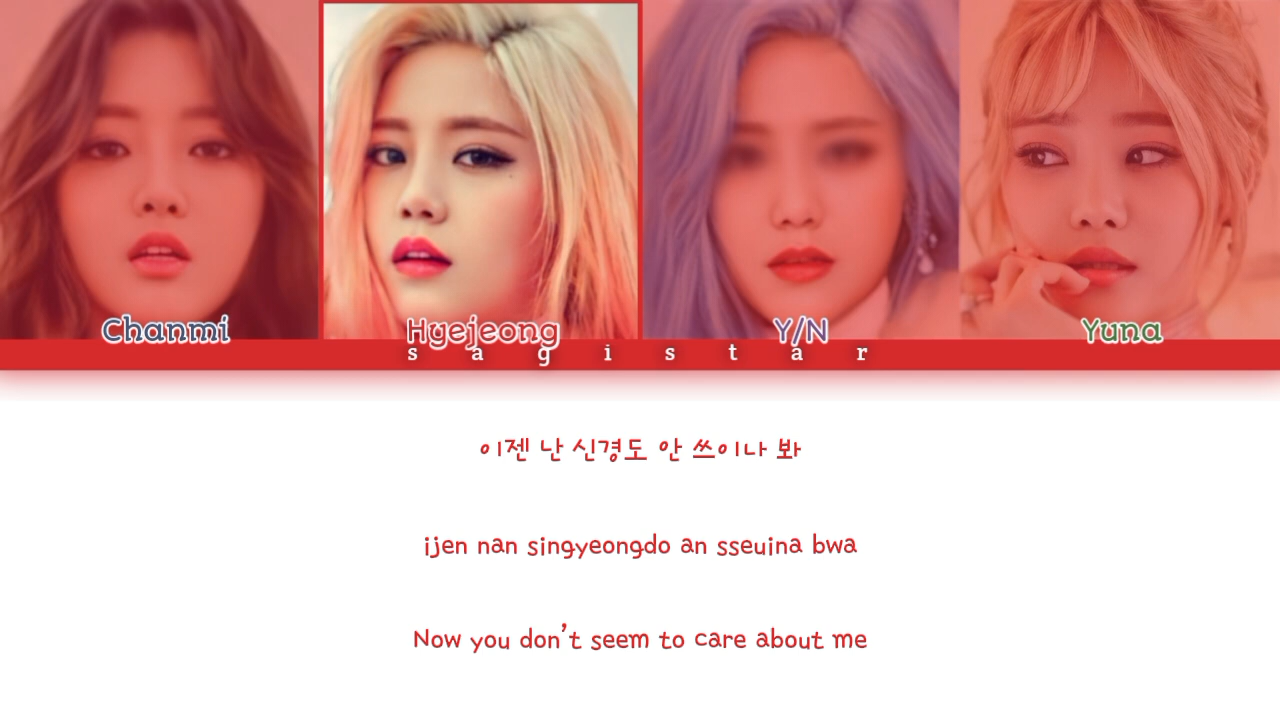 Chanmi Hyejeong Y/N Yuna
sagistar
이젠 난 신경도 안 쓰이나 봐
ijen nan singyeongdo an sseuina bwa
Now you don't seem to care about me